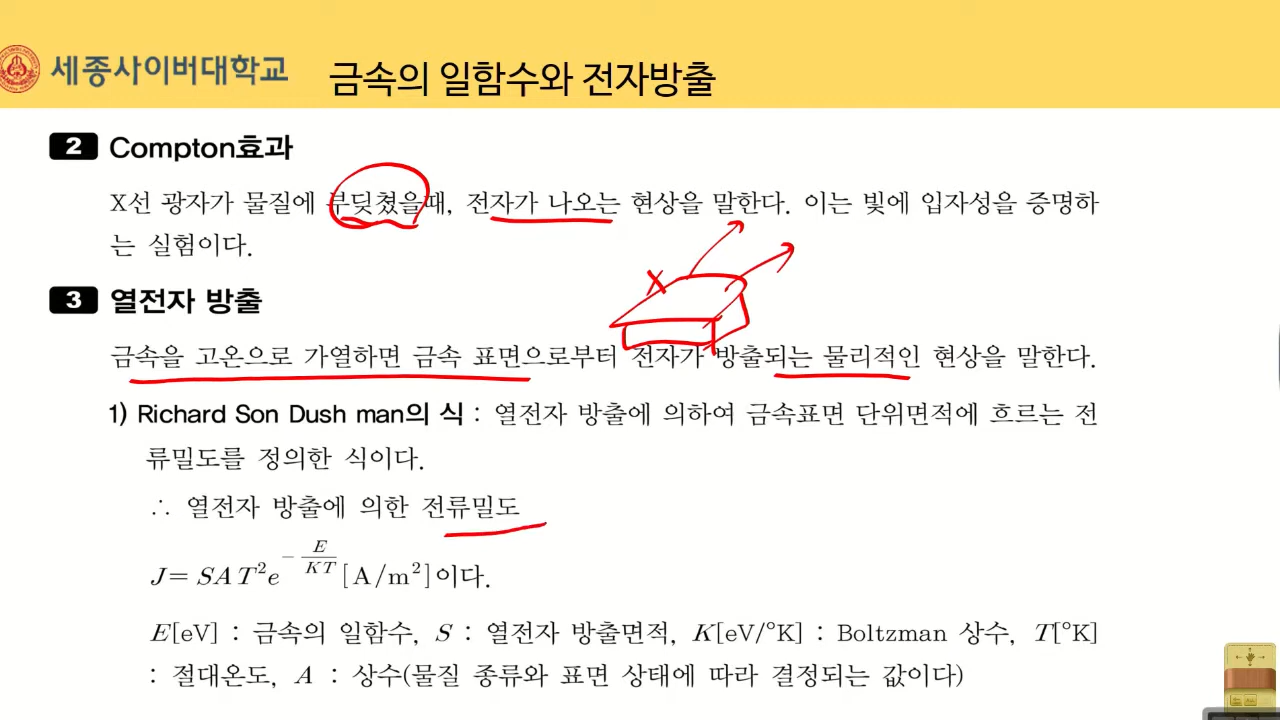 세종사이버대학교 금속의 일함수와 전자방출
2 Compton효과
X선 광자가 물질에 부딪쳤을때, 전자가 나오는 현상을 말한다. 이는 빛에 입자성을 증명하
는 실험이다.
3 열전자 방출
금속을 고온으로 가열하면 금속 표면으로부터 전자가 방출되는 물리적인 현상을 말한다.
1) Richard Son Dush man의 식 : 열전자 방출에 의하여 금속표면 단위면적에 흐르는 전
류밀도를 정의한 식이다.
∴ 열전자 방출에 의한 전류밀도
J= SAT²e^{-\frac{E}{KT}}[A/m²]이다.
E[eV] : 금속의 일함수, S : 열전자 방출면적, K[eV/°K] : Boltzman 상수, T[°K]
: 절대온도, A : 상수(물질 종류와 표면 상태에 따라 결정되는 값이다)